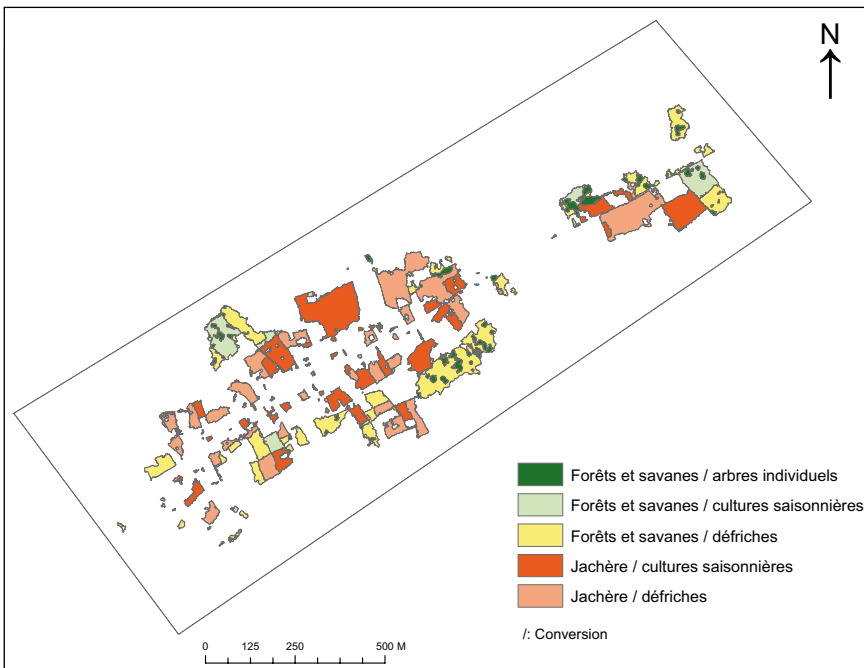 N
Forêts et savanes / arbres individuels
Forêts et savanes / cultures saisonnières
Forêts et savanes / défriches
Jachère / cultures saisonnières
Jachère / défriches
/: Conversion
0 125 250 500 M